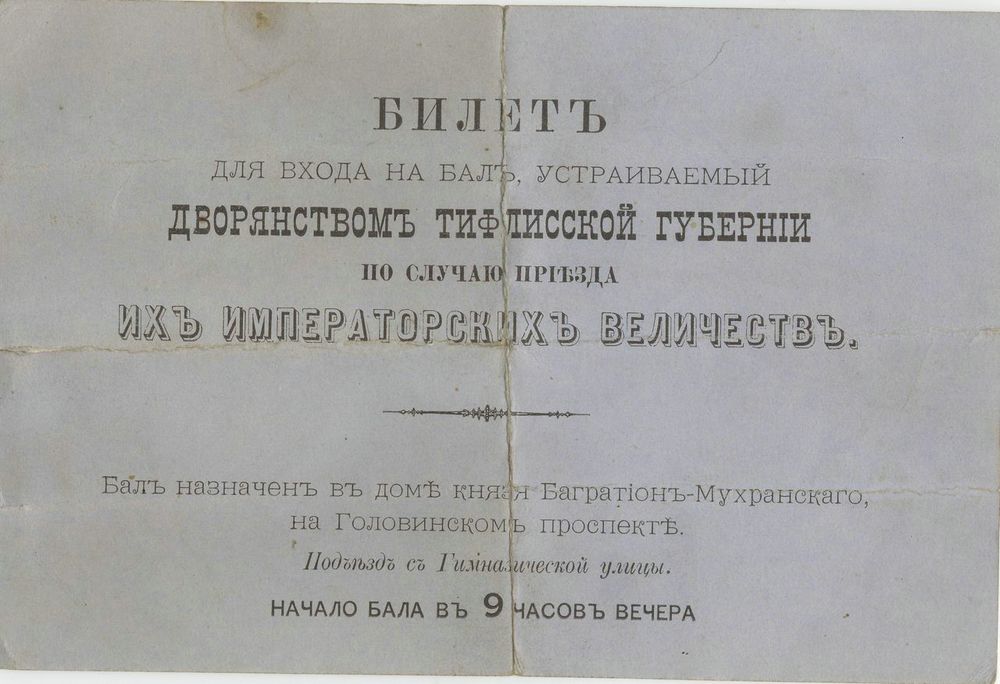 БИЛЕТЪ
ДЛЯ ВХОДА НА БАЛЪ, УСТРАИВАЕМЫЙ
ДВОРЯНСТВОМЪ ТИФЛИССКОЙ ГУБЕРНІИ
ПО СЛУЧАЮ ПРІѢЗДА
ИХЪ ИМПЕРАТОРСКИХЪ ВЕЛИЧЕСТВЪ.
Балъ назначенъ въ домѣ князя Багратіонъ-Мухранскаго,
на Головинскомъ проспектѣ.
Подъѣздъ съ Гимназической улицы.
НАЧАЛО БАЛА ВЪ 9 ЧАСОВЪ ВЕЧЕРА